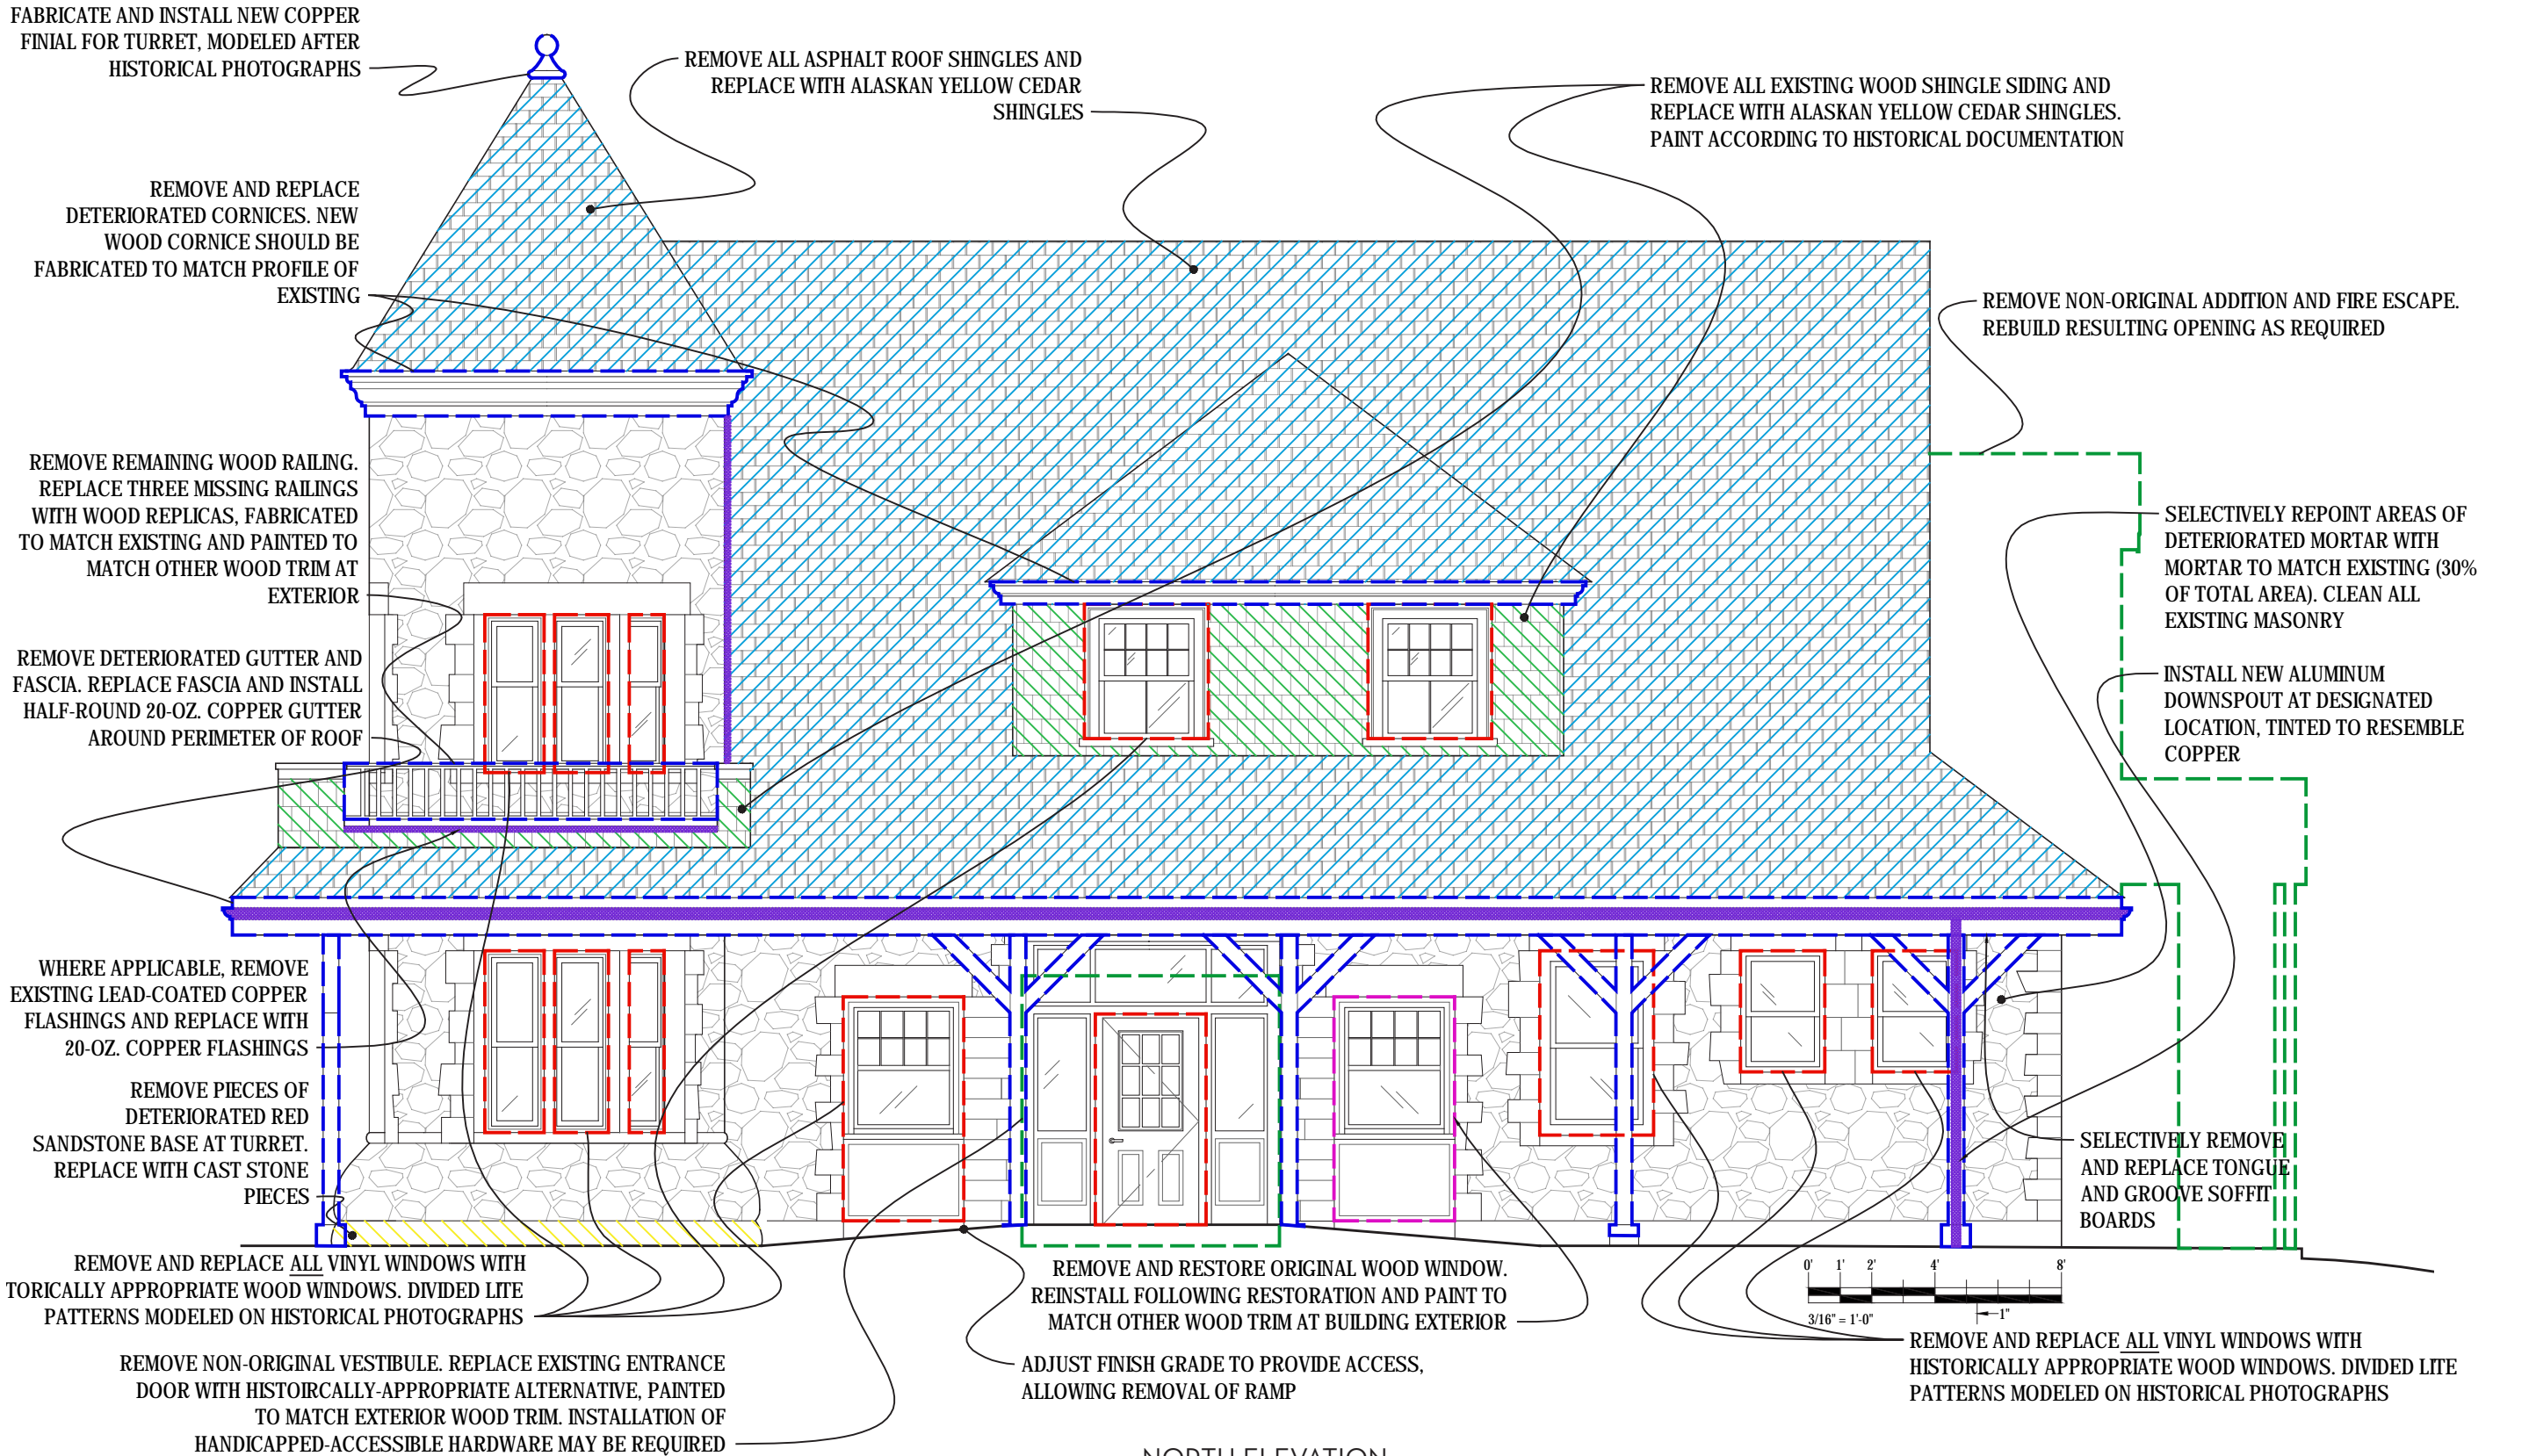 FABRICATE AND INSTALL NEW COPPER
FINIAL FOR TURRET, MODELED AFTER
HISTORICAL PHOTOGRAPHS
REMOVE ALL ASPHALT ROOF SHINGLES AND
REPLACE WITH ALASKAN YELLOW CEDAR
SHINGLES
REMOVE ALL EXISTING WOOD SHINGLE SIDING AND
REPLACE WITH ALASKAN YELLOW CEDAR SHINGLES.
PAINT ACCORDING TO HISTORICAL DOCUMENTATION
REMOVE AND REPLACE
DETERIORATED CORNICES. NEW
WOOD CORNICE SHOULD BE
FABRICATED TO MATCH PROFILE OF
EXISTING
REMOVE NON-ORIGINAL ADDITION AND FIRE ESCAPE.
REBUILD RESULTING OPENING AS REQUIRED
REMOVE REMAINING WOOD RAILING.
REPLACE THREE MISSING RAILINGS
WITH WOOD REPLICAS, FABRICATED
TO MATCH EXISTING AND PAINTED TO
MATCH OTHER WOOD TRIM AT
EXTERIOR
SELECTIVELY REPOINT AREAS OF
DETERIORATED MORTAR WITH
MORTAR TO MATCH EXISTING (30%
OF TOTAL AREA). CLEAN ALL
EXISTING MASONRY
REMOVE DETERIORATED GUTTER AND
FASCIA. REPLACE FASCIA AND INSTALL
HALF-ROUND 20-OZ. COPPER GUTTER
AROUND PERIMETER OF ROOF
INSTALL NEW ALUMINUM
DOWNSPOUT AT DESIGNATED
LOCATION, TINTED TO RESEMBLE
COPPER
WHERE APPLICABLE, REMOVE
EXISTING LEAD-COATED COPPER
FLASHINGS AND REPLACE WITH
20-OZ. COPPER FLASHINGS
REMOVE PIECES OF
DETERIORATED RED
SANDSTONE BASE AT TURRET.
REPLACE WITH CAST STONE
PIECES
SELECTIVELY REMOVE
AND REPLACE TONGUE
AND GROOVE SOFFIT
BOARDS
REMOVE AND REPLACE ALL VINYL WINDOWS WITH
TORICALLY APPROPRIATE WOOD WINDOWS. DIVIDED LITE
PATTERNS MODELED ON HISTORICAL PHOTOGRAPHS
REMOVE AND RESTORE ORIGINAL WOOD WINDOW.
REINSTALL FOLLOWING RESTORATION AND PAINT TO
MATCH OTHER WOOD TRIM AT BUILDING EXTERIOR
0' 1' 2' 4' 8'
3/16" = 1'-0"
1"
REMOVE AND REPLACE ALL VINYL WINDOWS WITH
HISTORICALLY APPROPRIATE WOOD WINDOWS. DIVIDED LITE
PATTERNS MODELED ON HISTORICAL PHOTOGRAPHS
REMOVE NON-ORIGINAL VESTIBULE. REPLACE EXISTING ENTRANCE
DOOR WITH HISTOIRCALLY-APPROPRIATE ALTERNATIVE, PAINTED
TO MATCH EXTERIOR WOOD TRIM. INSTALLATION OF
HANDICAPPED-ACCESSIBLE HARDWARE MAY BE REQUIRED
ADJUST FINISH GRADE TO PROVIDE ACCESS,
ALLOWING REMOVAL OF RAMP
NORTH ELEVATION